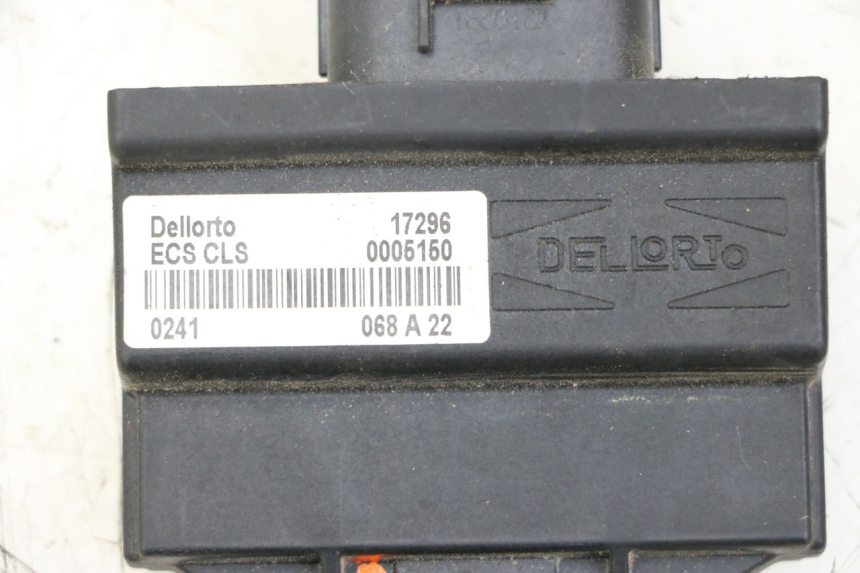 Dellorto 17296
ECS CLS 0005150
0241 068 A 22
DELLORTO